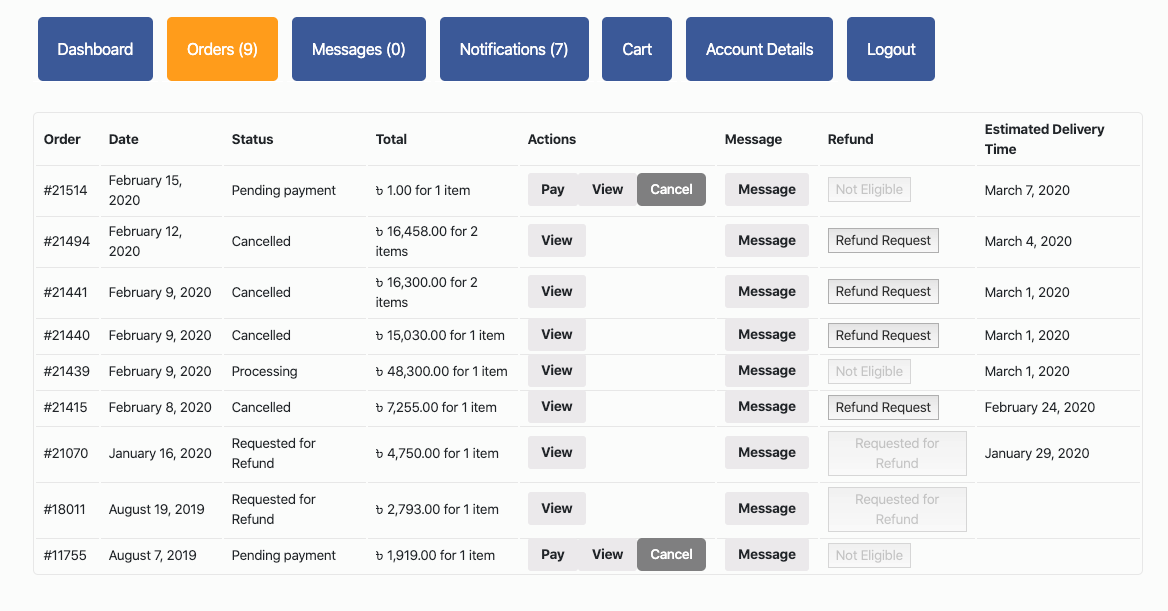 Dashboard Orders (9) Messages (0) Notifications (7) Cart Account Details Logout
Order Date Status Total Actions Message Refund Estimated Delivery
Time
#21514 February 15,
2020 Pending payment ৳ 1.00 for 1 item Pay View Cancel Message Not Eligible March 7, 2020
#21494 February 12,
2020 Cancelled ৳ 16,458.00 for 2
items View Message Refund Request March 4, 2020
#21441 February 9, 2020 Cancelled ৳ 16,300.00 for 2
items View Message Refund Request March 1, 2020
#21440 February 9, 2020 Cancelled ৳ 15,030.00 for 1 item View Message Refund Request March 1, 2020
#21439 February 9, 2020 Processing ৳ 48,300.00 for 1 item View Message Not Eligible March 1, 2020
#21415 February 8, 2020 Cancelled ৳ 7,255.00 for 1 item View Message Refund Request February 24, 2020
#21070 January 16, 2020 Requested for
Refund ৳ 4,750.00 for 1 item View Message Requested for
Refund January 29, 2020
#18011 August 19, 2019 Requested for
Refund ৳ 2,793.00 for 1 item View Message Requested for
Refund
#11755 August 7, 2019 Pending payment ৳ 1,919.00 for 1 item Pay View Cancel Message Not Eligible